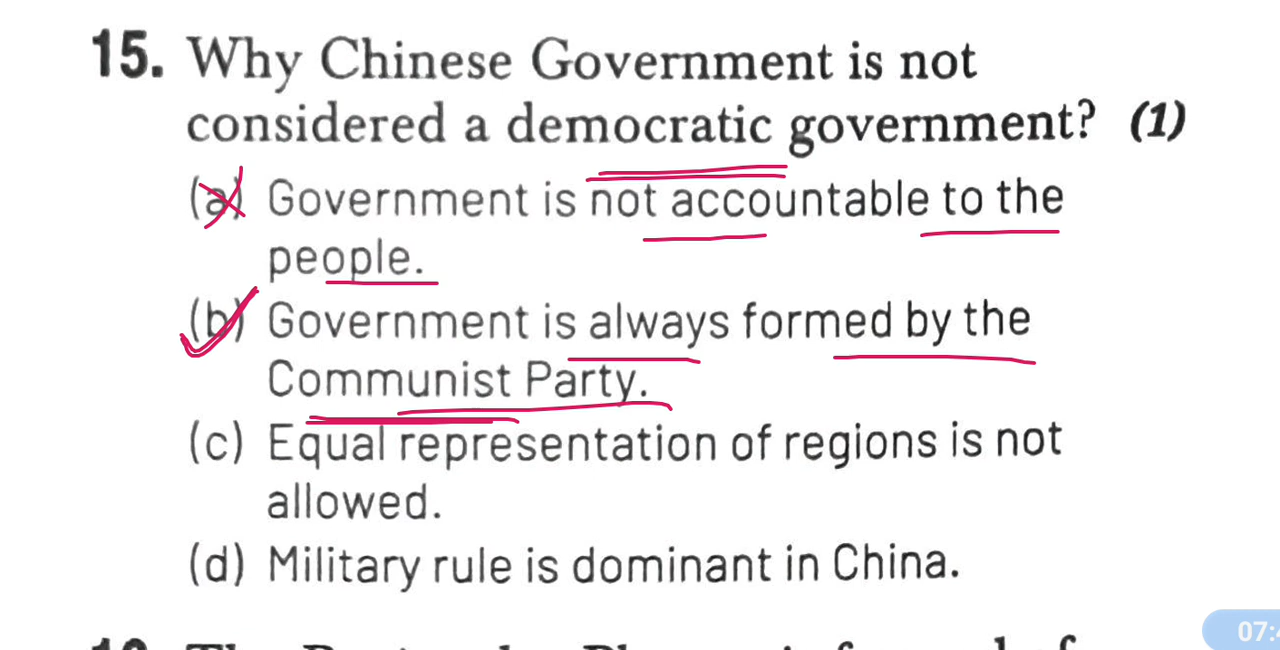 15. Why Chinese Government is not
considered a democratic government? (1)
(a) Government is not accountable to the
people.
(b) Government is always formed by the
Communist Party.
(c) Equal representation of regions is not
allowed.
(d) Military rule is dominant in China.